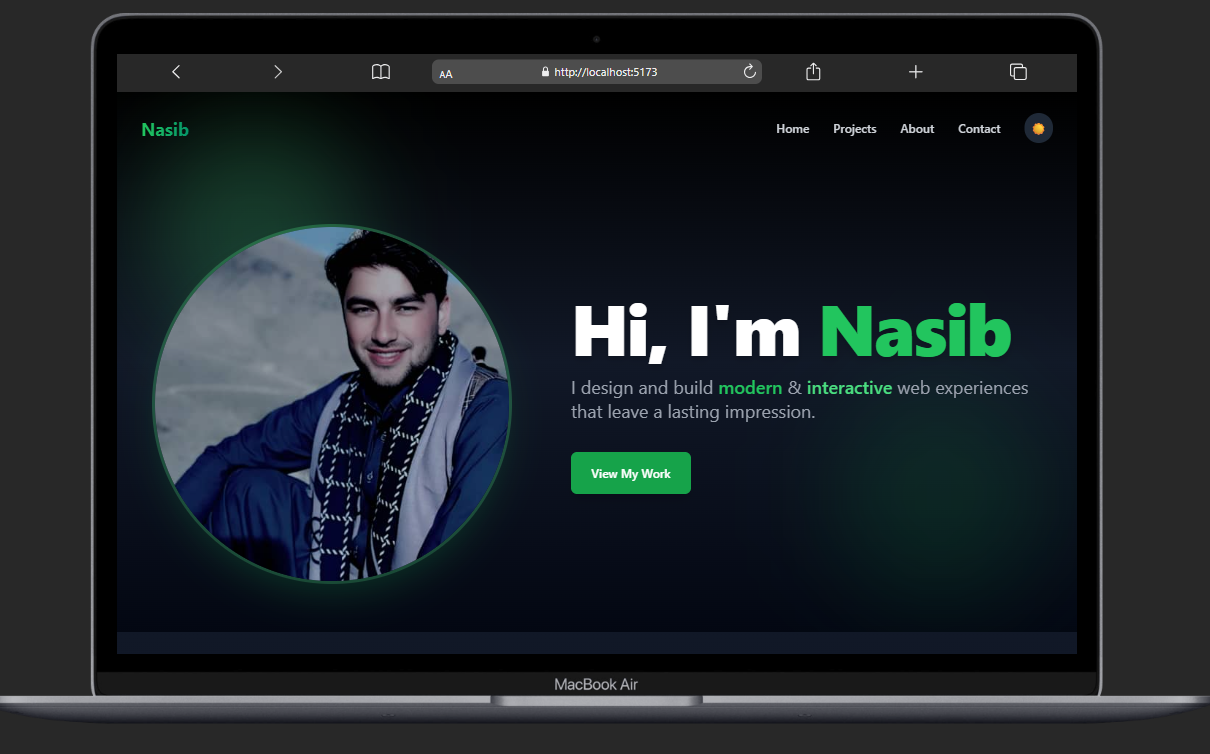 AA http://localhost:5173
Nasib Home Projects About Contact
Hi, I'm Nasib
I design and build modern & interactive web experiences
that leave a lasting impression.
View My Work
MacBook Air